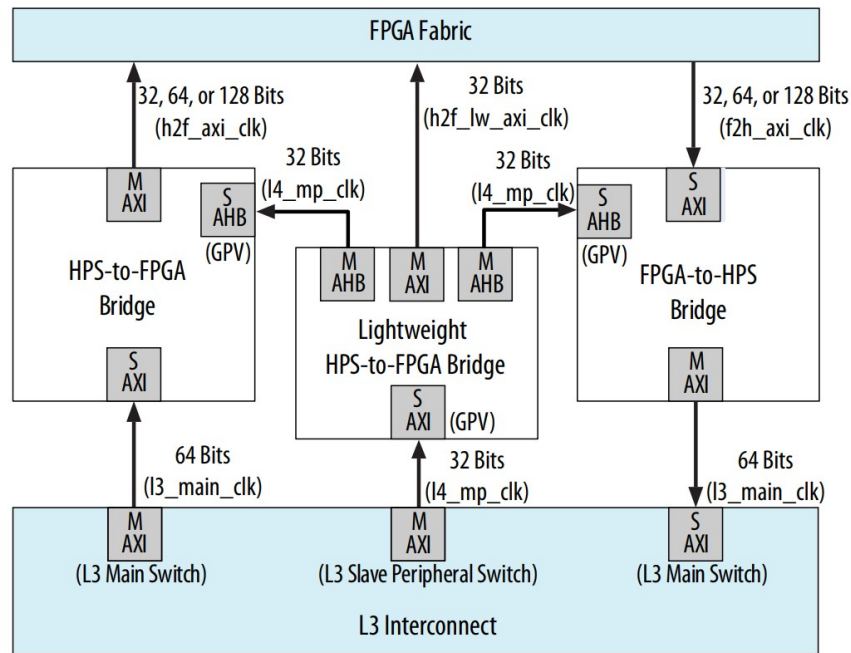 FPGA Fabric
32, 64, or 128 Bits
(h2f_axi_clk)
32 Bits
(h2f_lw_axi_clk)
32, 64, or 128 Bits
(f2h_axi_clk)
32 Bits
(l4_mp_clk)
32 Bits
(l4_mp_clk)
M
AXI
S
AHB
(GPV)
HPS-to-FPGA
Bridge
S
AXI
M
AHB
M
AXI
M
AHB
Lightweight
HPS-to-FPGA Bridge
S
AXI
(GPV)
S
AHB
(GPV)
S
AXI
FPGA-to-HPS
Bridge
M
AXI
64 Bits
(l3_main_clk)
32 Bits
(l4_mp_clk)
64 Bits
(l3_main_clk)
M
AXI
(L3 Main Switch)
M
AXI
(L3 Slave Peripheral Switch)
S
AXI
(L3 Main Switch)
L3 Interconnect